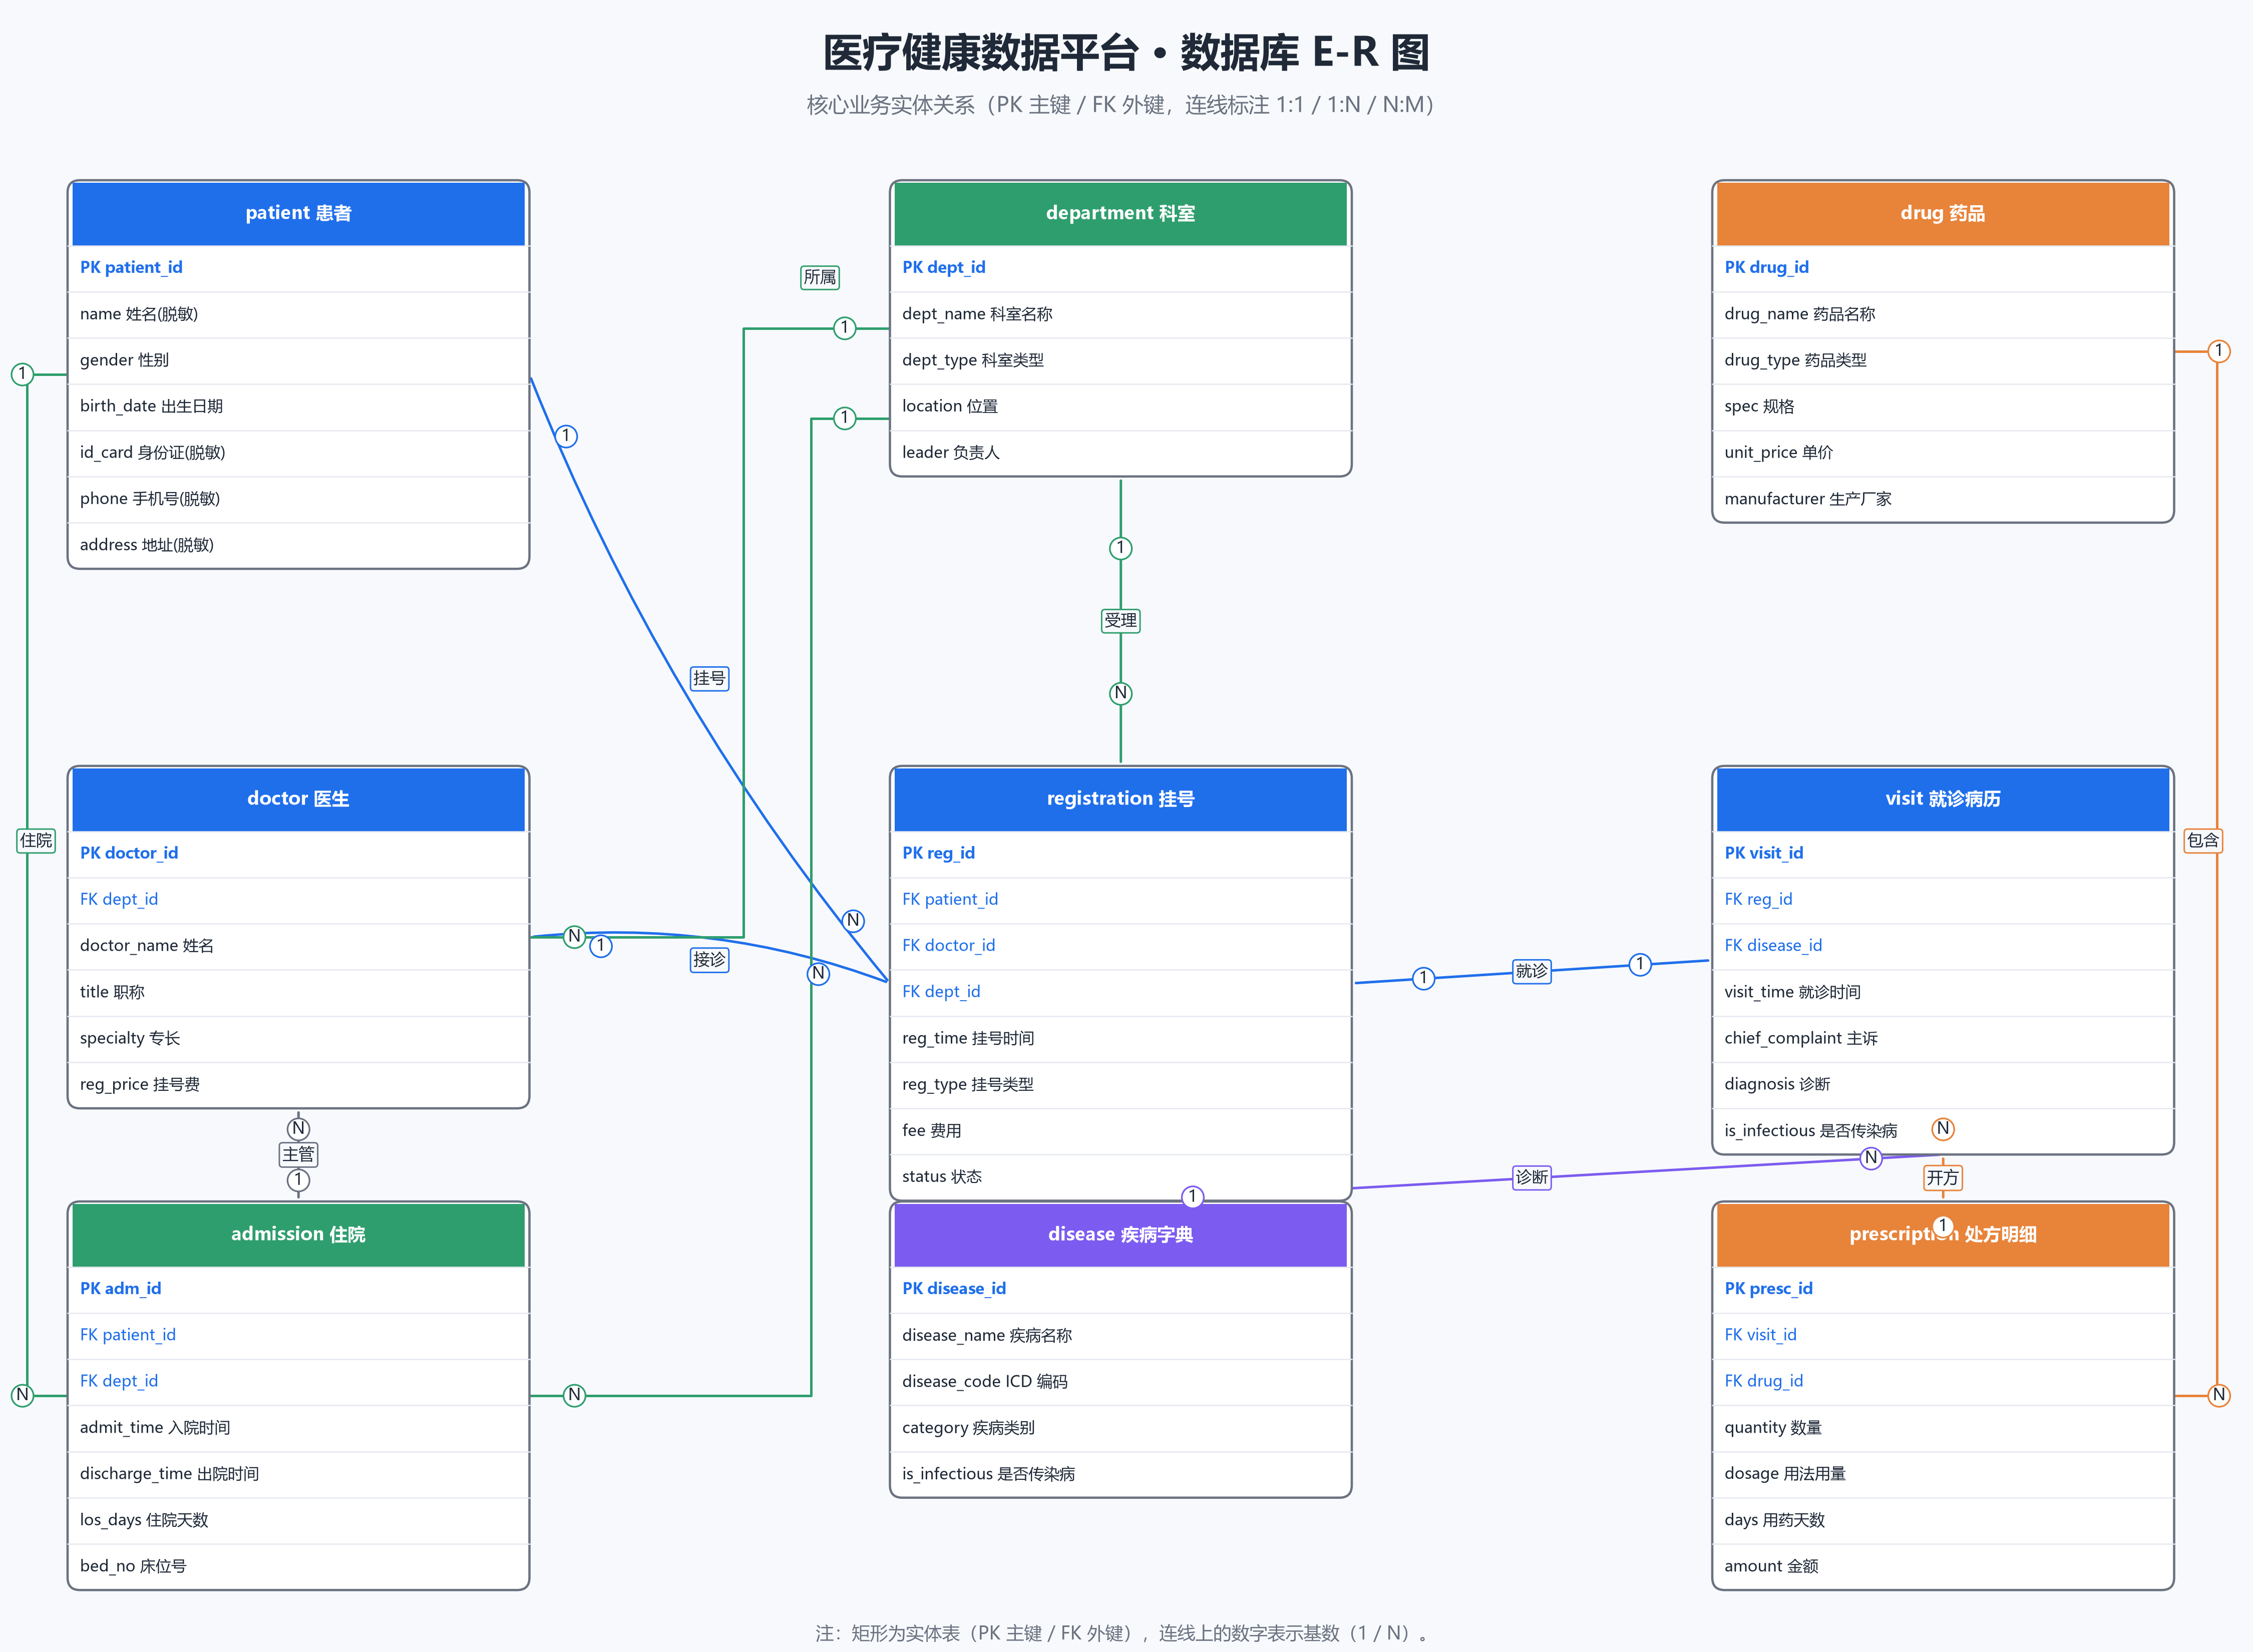 医疗健康数据平台 • 数据库 E-R 图
核心业务实体关系（PK 主键 / FK 外键，连线标注 1:1 / 1:N / N:M）
patient 患者
PK patient_id
name 姓名(脱敏)
gender 性别
birth_date 出生日期
id_card 身份证(脱敏)
phone 手机号(脱敏)
address 地址(脱敏)
department 科室
PK dept_id
dept_name 科室名称
dept_type 科室类型
location 位置
leader 负责人
drug 药品
PK drug_id
drug_name 药品名称
drug_type 药品类型
spec 规格
unit_price 单价
manufacturer 生产厂家
所属
1
1
1
1
1
1
受理
N
挂号
住院
包含
doctor 医生
PK doctor_id
FK dept_id
doctor_name 姓名
title 职称
specialty 专长
reg_price 挂号费
N
1
接诊
N
N
registration 挂号
PK reg_id
FK patient_id
FK doctor_id
FK dept_id
reg_time 挂号时间
reg_type 挂号类型
fee 费用
status 状态
1
就诊
1
visit 就诊病历
PK visit_id
FK reg_id
FK disease_id
visit_time 就诊时间
chief_complaint 主诉
diagnosis 诊断
is_infectious 是否传染病
N
N
主管
1
1
诊断
N
开方
1
admission 住院
PK adm_id
FK patient_id
FK dept_id
admit_time 入院时间
discharge_time 出院时间
los_days 住院天数
bed_no 床位号
N
N
disease 疾病字典
PK disease_id
disease_name 疾病名称
disease_code ICD 编码
category 疾病类别
is_infectious 是否传染病
prescription 处方明细
PK presc_id
FK visit_id
FK drug_id
quantity 数量
dosage 用法用量
days 用药天数
amount 金额
N
注：矩形为实体表（PK 主键 / FK 外键），连线上的数字表示基数（1 / N）。